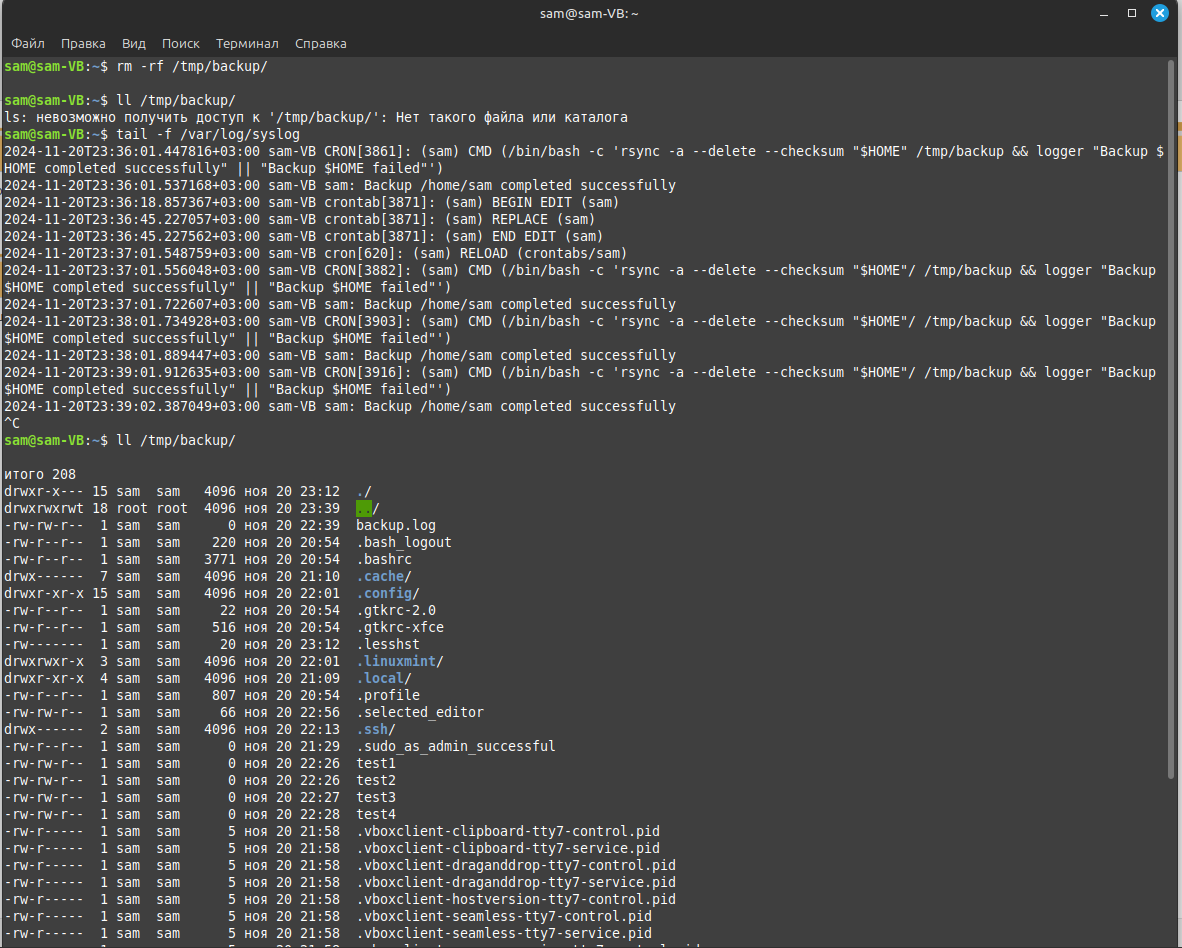 sam@sam-VB: ~
Файл Правка Вид Поиск Терминал Справка
sam@sam-VB:~$ rm -rf /tmp/backup/
sam@sam-VB:~$ ll /tmp/backup/
ls: невозможно получить доступ к '/tmp/backup/': Нет такого файла или каталога
sam@sam-VB:~$ tail -f /var/log/syslog
2024-11-20T23:36:01.447816+03:00 sam-VB CRON[3861]: (sam) CMD (/bin/bash -c 'rsync -a --delete --checksum "$HOME" /tmp/backup && logger "Backup $
HOME completed successfully" || "Backup $HOME failed"')
2024-11-20T23:36:01.537168+03:00 sam-VB sam: Backup /home/sam completed successfully
2024-11-20T23:36:18.857367+03:00 sam-VB crontab[3871]: (sam) BEGIN EDIT (sam)
2024-11-20T23:36:45.227057+03:00 sam-VB crontab[3871]: (sam) REPLACE (sam)
2024-11-20T23:36:45.227562+03:00 sam-VB crontab[3871]: (sam) END EDIT (sam)
2024-11-20T23:37:01.548759+03:00 sam-VB cron[620]: (sam) RELOAD (crontabs/sam)
2024-11-20T23:37:01.556048+03:00 sam-VB CRON[3882]: (sam) CMD (/bin/bash -c 'rsync -a --delete --checksum "$HOME"/ /tmp/backup && logger "Backup
$HOME completed successfully" || "Backup $HOME failed"')
2024-11-20T23:37:01.722607+03:00 sam-VB sam: Backup /home/sam completed successfully
2024-11-20T23:38:01.734928+03:00 sam-VB CRON[3903]: (sam) CMD (/bin/bash -c 'rsync -a --delete --checksum "$HOME"/ /tmp/backup && logger "Backup
$HOME completed successfully" || "Backup $HOME failed"')
2024-11-20T23:38:01.889447+03:00 sam-VB sam: Backup /home/sam completed successfully
2024-11-20T23:39:01.912635+03:00 sam-VB CRON[3916]: (sam) CMD (/bin/bash -c 'rsync -a --delete --checksum "$HOME"/ /tmp/backup && logger "Backup
$HOME completed successfully" || "Backup $HOME failed"')
2024-11-20T23:39:02.387049+03:00 sam-VB sam: Backup /home/sam completed successfully
^C
sam@sam-VB:~$ ll /tmp/backup/
итого 208
drwxr-x--- 15 sam  sam   4096 ноя 20 23:12  ./
drwxrwxrwt 18 root root  4096 ноя 20 23:39  ../
-rw-rw-r--  1 sam  sam      0 ноя 20 22:39  backup.log
-rw-r--r--  1 sam  sam    220 ноя 20 20:54  .bash_logout
-rw-r--r--  1 sam  sam   3771 ноя 20 20:54  .bashrc
drwx------  7 sam  sam   4096 ноя 20 21:10  .cache/
drwxr-xr-x 15 sam  sam   4096 ноя 20 22:01  .config/
-rw-r--r--  1 sam  sam     22 ноя 20 20:54  .gtkrc-2.0
-rw-r--r--  1 sam  sam    516 ноя 20 20:54  .gtkrc-xfce
-rw-------  1 sam  sam     20 ноя 20 23:12  .lesshst
drwxrwxr-x  3 sam  sam   4096 ноя 20 22:01  .linuxmint/
drwxr-xr-x  4 sam  sam   4096 ноя 20 21:09  .local/
-rw-r--r--  1 sam  sam    807 ноя 20 20:54  .profile
-rw-rw-r--  1 sam  sam     66 ноя 20 22:56  .selected_editor
drwx------  2 sam  sam   4096 ноя 20 22:13  .ssh/
-rw-r--r--  1 sam  sam      0 ноя 20 21:29  .sudo_as_admin_successful
-rw-rw-r--  1 sam  sam      0 ноя 20 22:26  test1
-rw-rw-r--  1 sam  sam      0 ноя 20 22:26  test2
-rw-rw-r--  1 sam  sam      0 ноя 20 22:27  test3
-rw-rw-r--  1 sam  sam      0 ноя 20 22:28  test4
-rw-r-----  1 sam  sam      5 ноя 20 21:58  .vboxclient-clipboard-tty7-control.pid
-rw-r-----  1 sam  sam      5 ноя 20 21:58  .vboxclient-clipboard-tty7-service.pid
-rw-r-----  1 sam  sam      5 ноя 20 21:58  .vboxclient-draganddrop-tty7-control.pid
-rw-r-----  1 sam  sam      5 ноя 20 21:58  .vboxclient-draganddrop-tty7-service.pid
-rw-r-----  1 sam  sam      5 ноя 20 21:58  .vboxclient-hostversion-tty7-control.pid
-rw-r-----  1 sam  sam      5 ноя 20 21:58  .vboxclient-seamless-tty7-control.pid
-rw-r-----  1 sam  sam      5 ноя 20 21:58  .vboxclient-seamless-tty7-service.pid